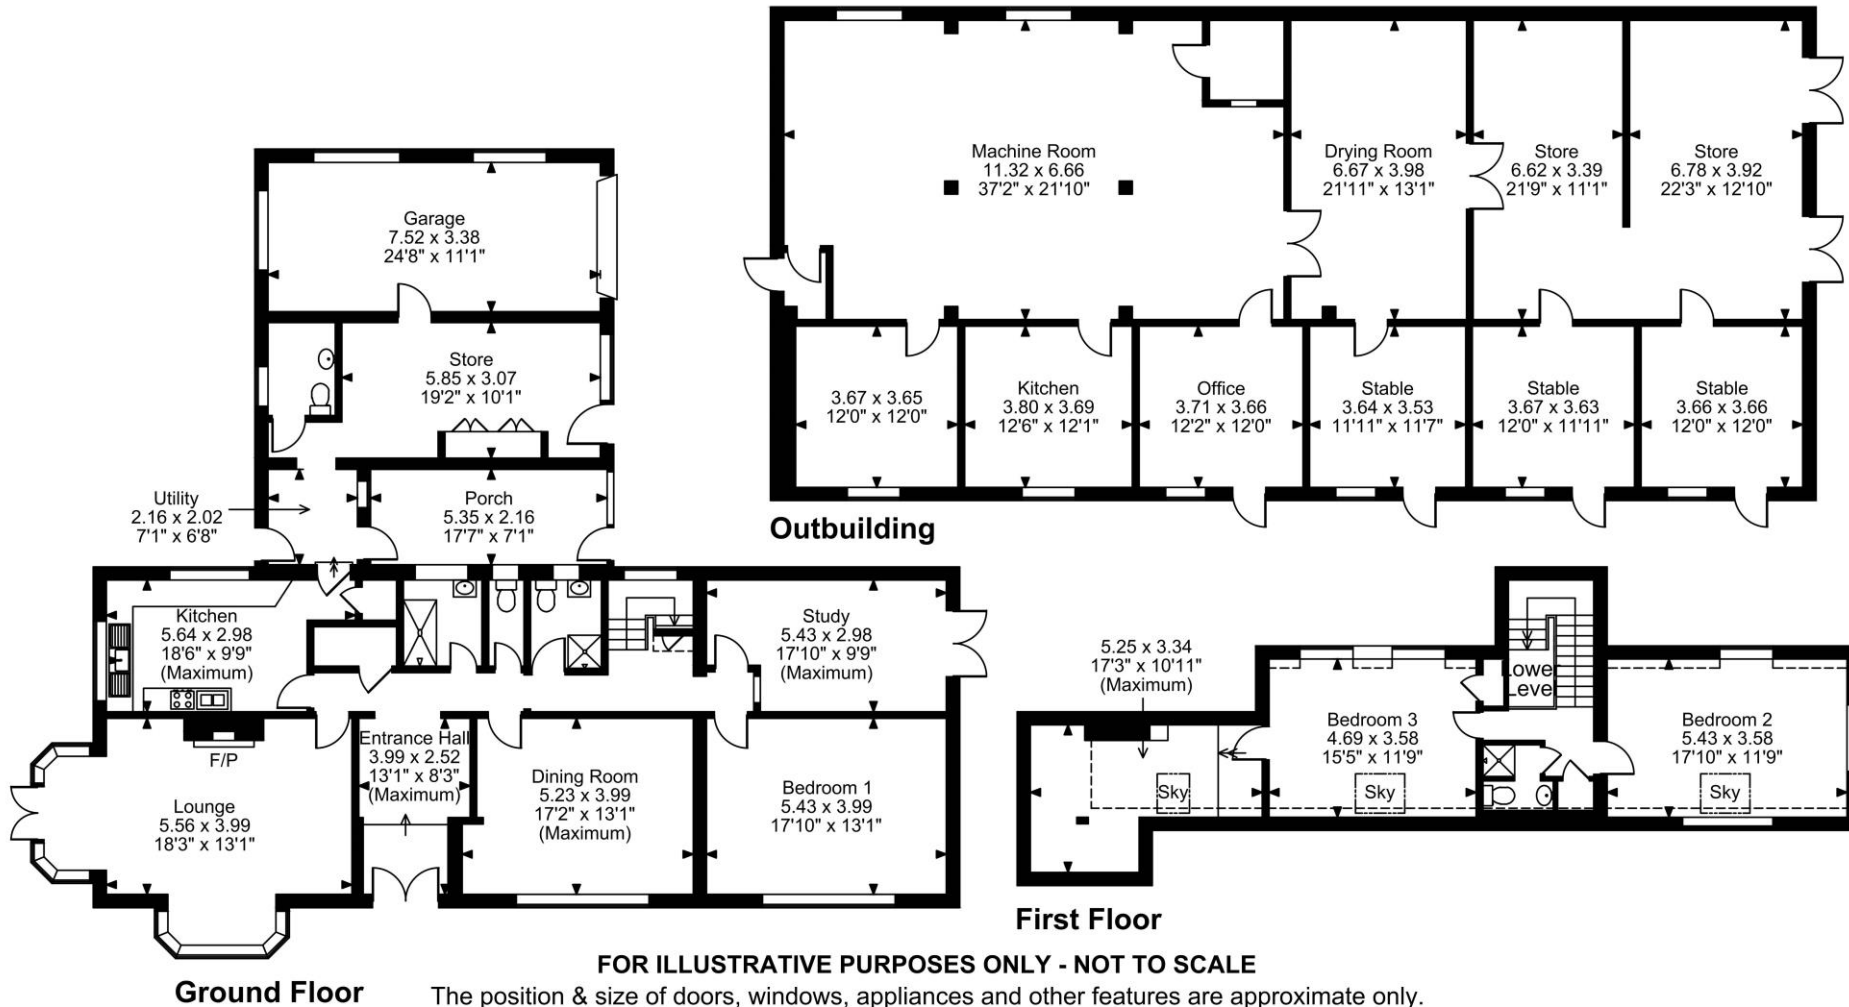 Garage
7.52 x 3.38
24'8" x 11'1"
Store
5.85 x 3.07
19'2" x 10'1"
Utility
2.16 x 2.02
7'1" x 6'8"
Porch
5.35 x 2.16
17'7" x 7'1"
Kitchen
5.64 x 2.98
18'6" x 9'9"
(Maximum)
Study
5.43 x 2.98
17'10" x 9'9"
(Maximum)
F/P
Lounge
5.56 x 3.99
18'3" x 13'1"
Entrance Hall
3.99 x 2.52
13'1" x 8'3"
(Maximum)
Dining Room
5.23 x 3.99
17'2" x 13'1"
(Maximum)
Bedroom 1
5.43 x 3.99
17'10" x 13'1"
Ground Floor
Machine Room
11.32 x 6.66
37'2" x 21'10"
Drying Room
6.67 x 3.98
21'11" x 13'1"
Store
6.62 x 3.39
21'9" x 11'1"
Store
6.78 x 3.92
22'3" x 12'10"
3.67 x 3.65
12'0" x 12'0"
Kitchen
3.80 x 3.69
12'6" x 12'1"
Office
3.71 x 3.66
12'2" x 12'0"
Stable
3.64 x 3.53
11'11" x 11'7"
Stable
3.67 x 3.63
12'0" x 11'11"
Stable
3.66 x 3.66
12'0" x 12'0"
Outbuilding
5.25 x 3.34
17'3" x 10'11"
(Maximum)
Sky
Bedroom 3
4.69 x 3.58
15'5" x 11'9"
Sky
Lower
Level
Bedroom 2
5.43 x 3.58
17'10" x 11'9"
Sky
First Floor
FOR ILLUSTRATIVE PURPOSES ONLY - NOT TO SCALE
The position & size of doors, windows, appliances and other features are approximate only.